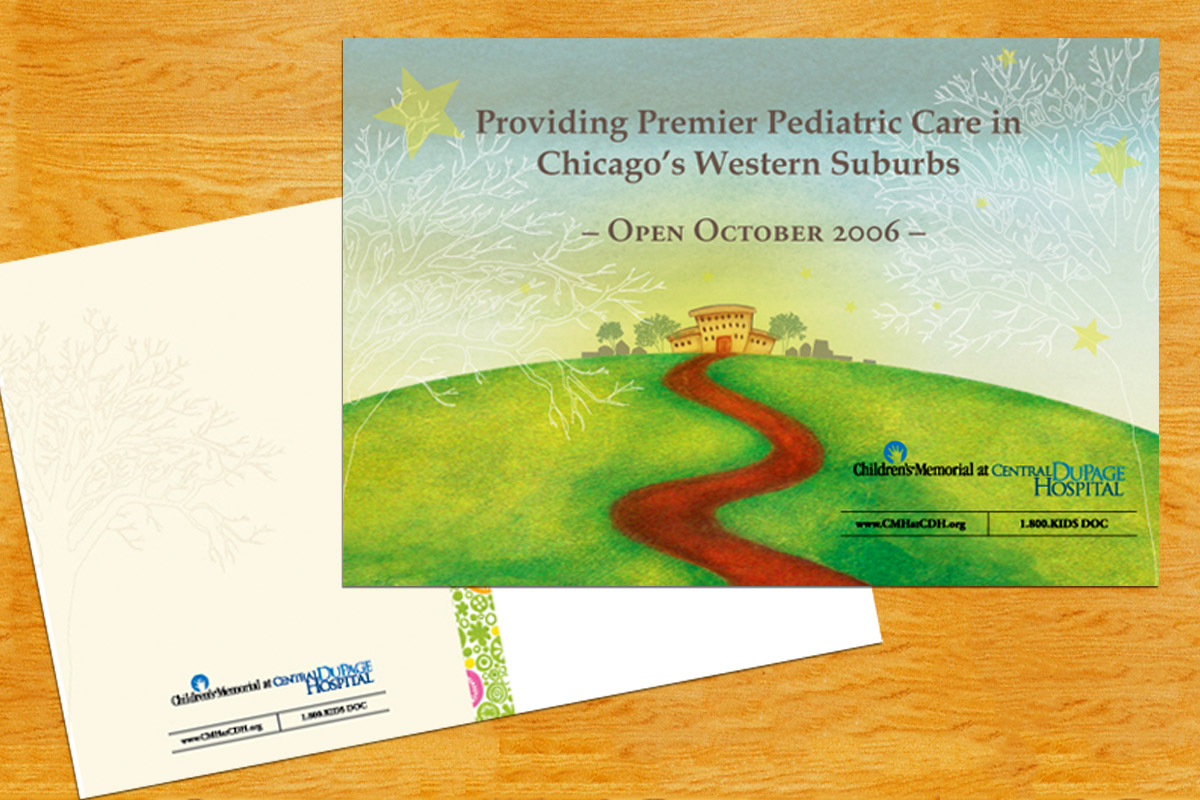 Providing Premier Pediatric Care in
Chicago's Western Suburbs
– OPEN OCTOBER 2006 –
Children's Memorial at CENTRAL DUPAGE
HOSPITAL
www.CMHatCDH.org
1.800.KIDS DOC
Children's Memorial at CENTRAL DUPAGE
HOSPITAL
www.CMHatCDH.org
1.800.KIDS DOC